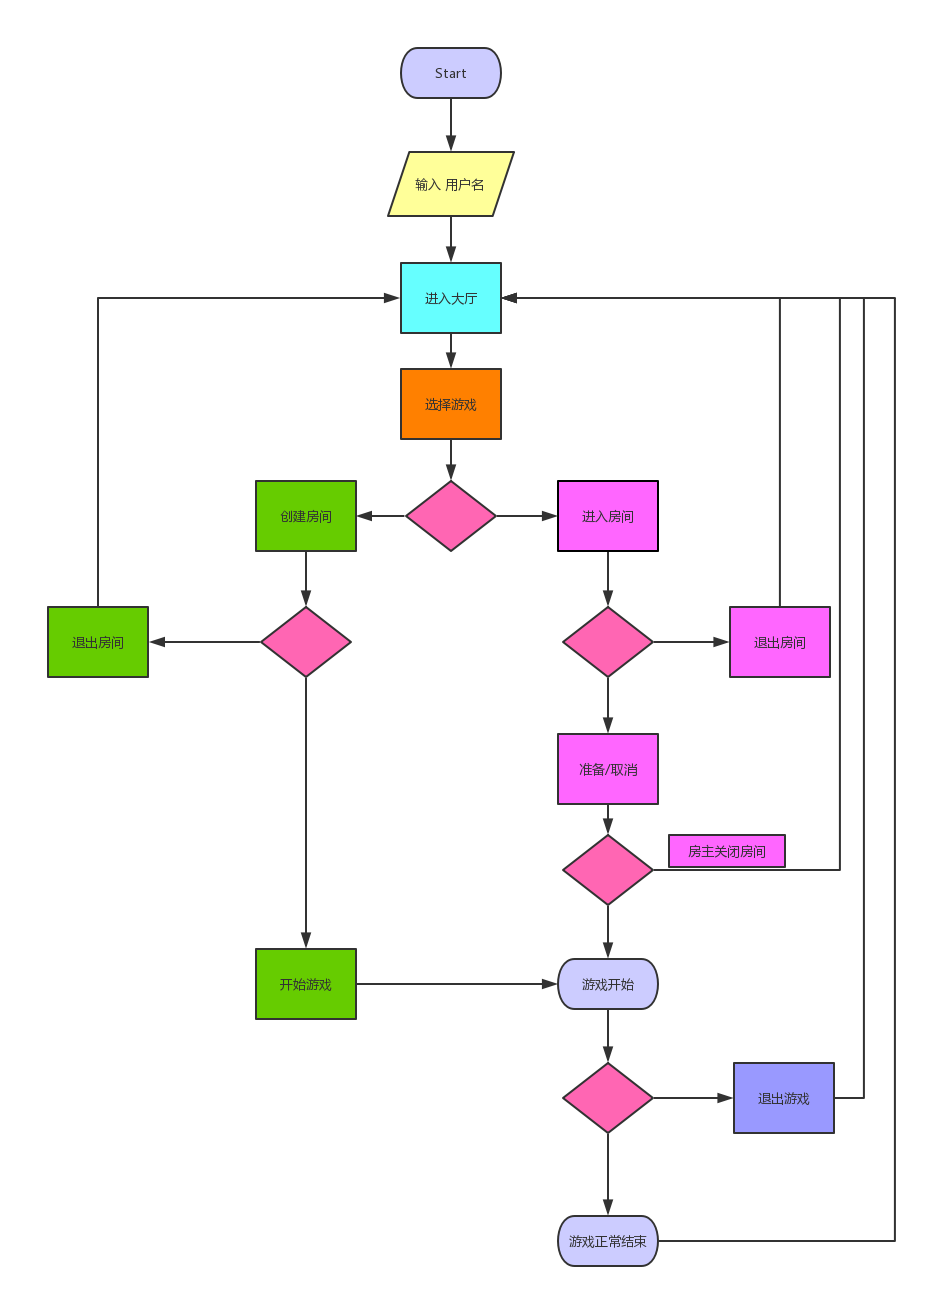 Start
输入 用户名
进入大厅
选择游戏
创建房间
进入房间
退出房间
退出房间
准备/取消
房主关闭房间
开始游戏
游戏开始
退出游戏
游戏正常结束